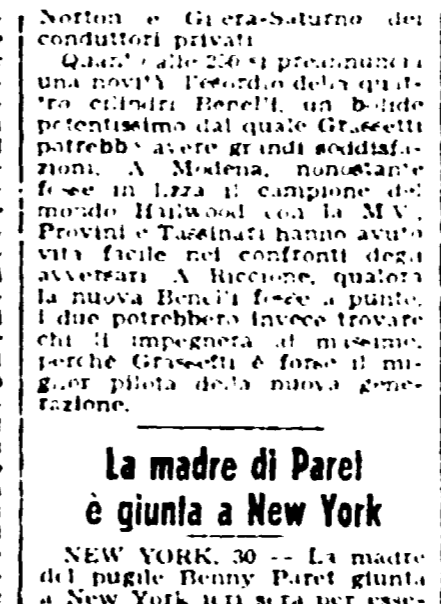 Norton e Gilera-Saturno dei
conduttori privati
Quanto alle 250 si preannuncia
una novità l'esordio della quat-
tro cilindri Benelli, un bolide
potentissimo dal quale Grassetti
potrebbe avere grandi soddisfa-
zioni. A Modena, nonostante
fosse in lizza il campione del
mondo Hailwood con la M.V.,
Provini e Tassinati hanno avuto
vita facile nei confronti degli
avversari. A Riccione, qualora
la nuova Benelli fosse a punto,
i due potrebbero invece trovare
chi li impegnerà al massimo,
perché Grassetti è forse il mi-
glior pilota della nuova gene-
razione.
La madre di Paret
è giunta a New York
NEW YORK, 30 -- La madre
del pugile Benny Paret giunta
a New York ieri sera per esse-